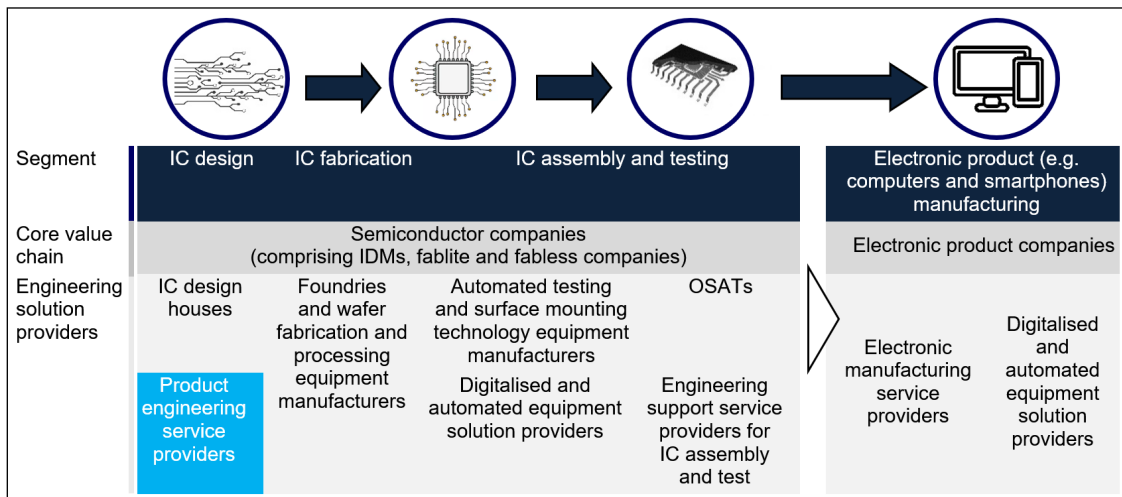 Segment
IC design
IC fabrication
IC assembly and testing
Electronic product (e.g.
computers and smartphones)
manufacturing
Core value
chain
Semiconductor companies
(comprising IDMs, fablite and fabless companies)
Electronic product companies
Engineering
solution
providers
IC design
houses
Foundries
and wafer
fabrication and
processing
equipment
manufacturers
Automated testing
and surface mounting
technology equipment
manufacturers
OSATs
Product
engineering
service
providers
Digitalised and
automated equipment
solution providers
Engineering
support service
providers for
IC assembly
and test
Electronic
manufacturing
service
providers
Digitalised
and
automated
equipment
solution
providers